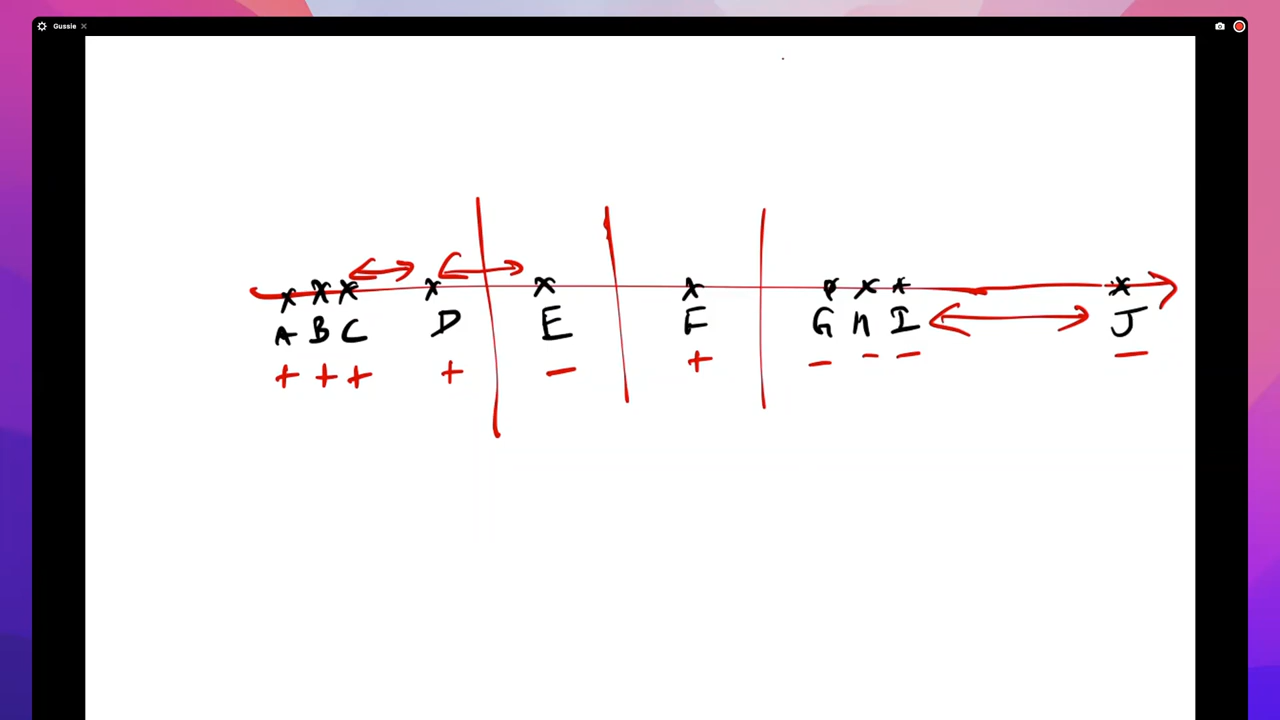 Gussie
A B C D E F G H I J
+ + + + - + - - - -